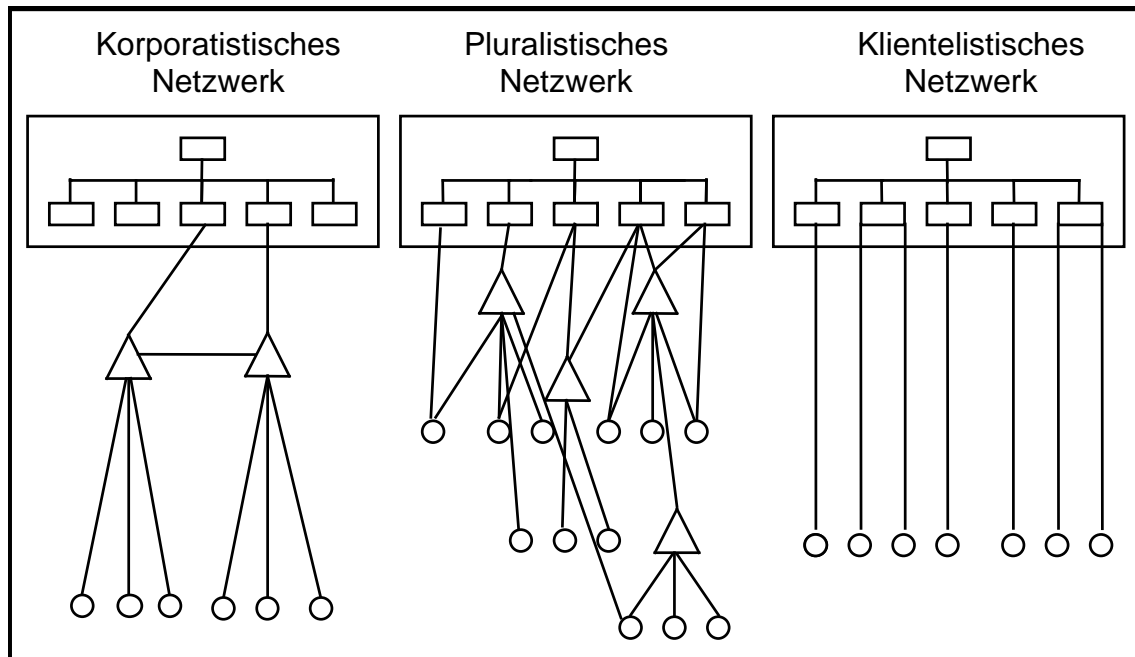 Korporatistisches
Netzwerk
Pluralistisches
Netzwerk
Klientelistisches
Netzwerk